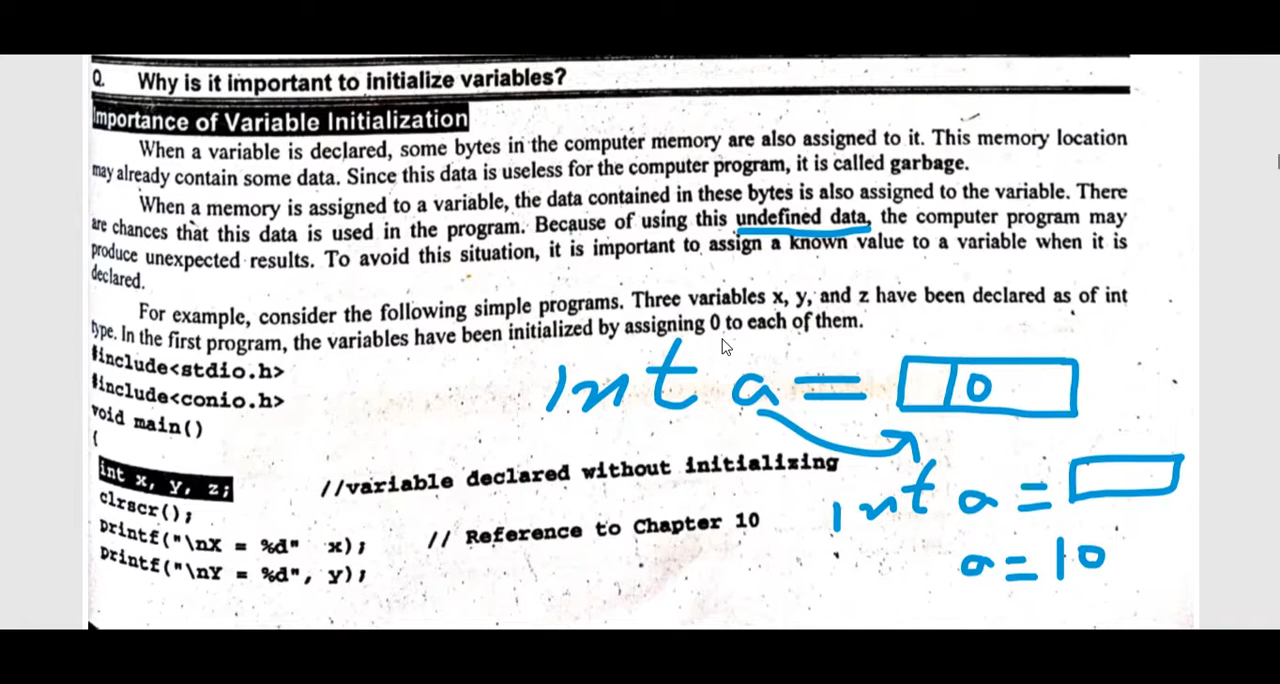 Q. Why is it important to initialize variables?
Importance of Variable Initialization
When a variable is declared, some bytes in the computer memory are also assigned to it. This memory location
may already contain some data. Since this data is useless for the computer program, it is called garbage.
When a memory is assigned to a variable, the data contained in these bytes is also assigned to the variable. There
are chances that this data is used in the program. Because of using this undefined data, the computer program may
produce unexpected results. To avoid this situation, it is important to assign a known value to a variable when it is
declared.
For example, consider the following simple programs. Three variables x, y, and z have been declared as of int
type. In the first program, the variables have been initialized by assigning 0 to each of them.
#include<stdio.h>
#include<conio.h>
void main()
{
int x, y, z; //variable declared without initializing
clrscr();
printf("\nX = %d" x); // Reference to Chapter 10
printf("\nY = %d", y);
int a = 10
int a =
a = 10